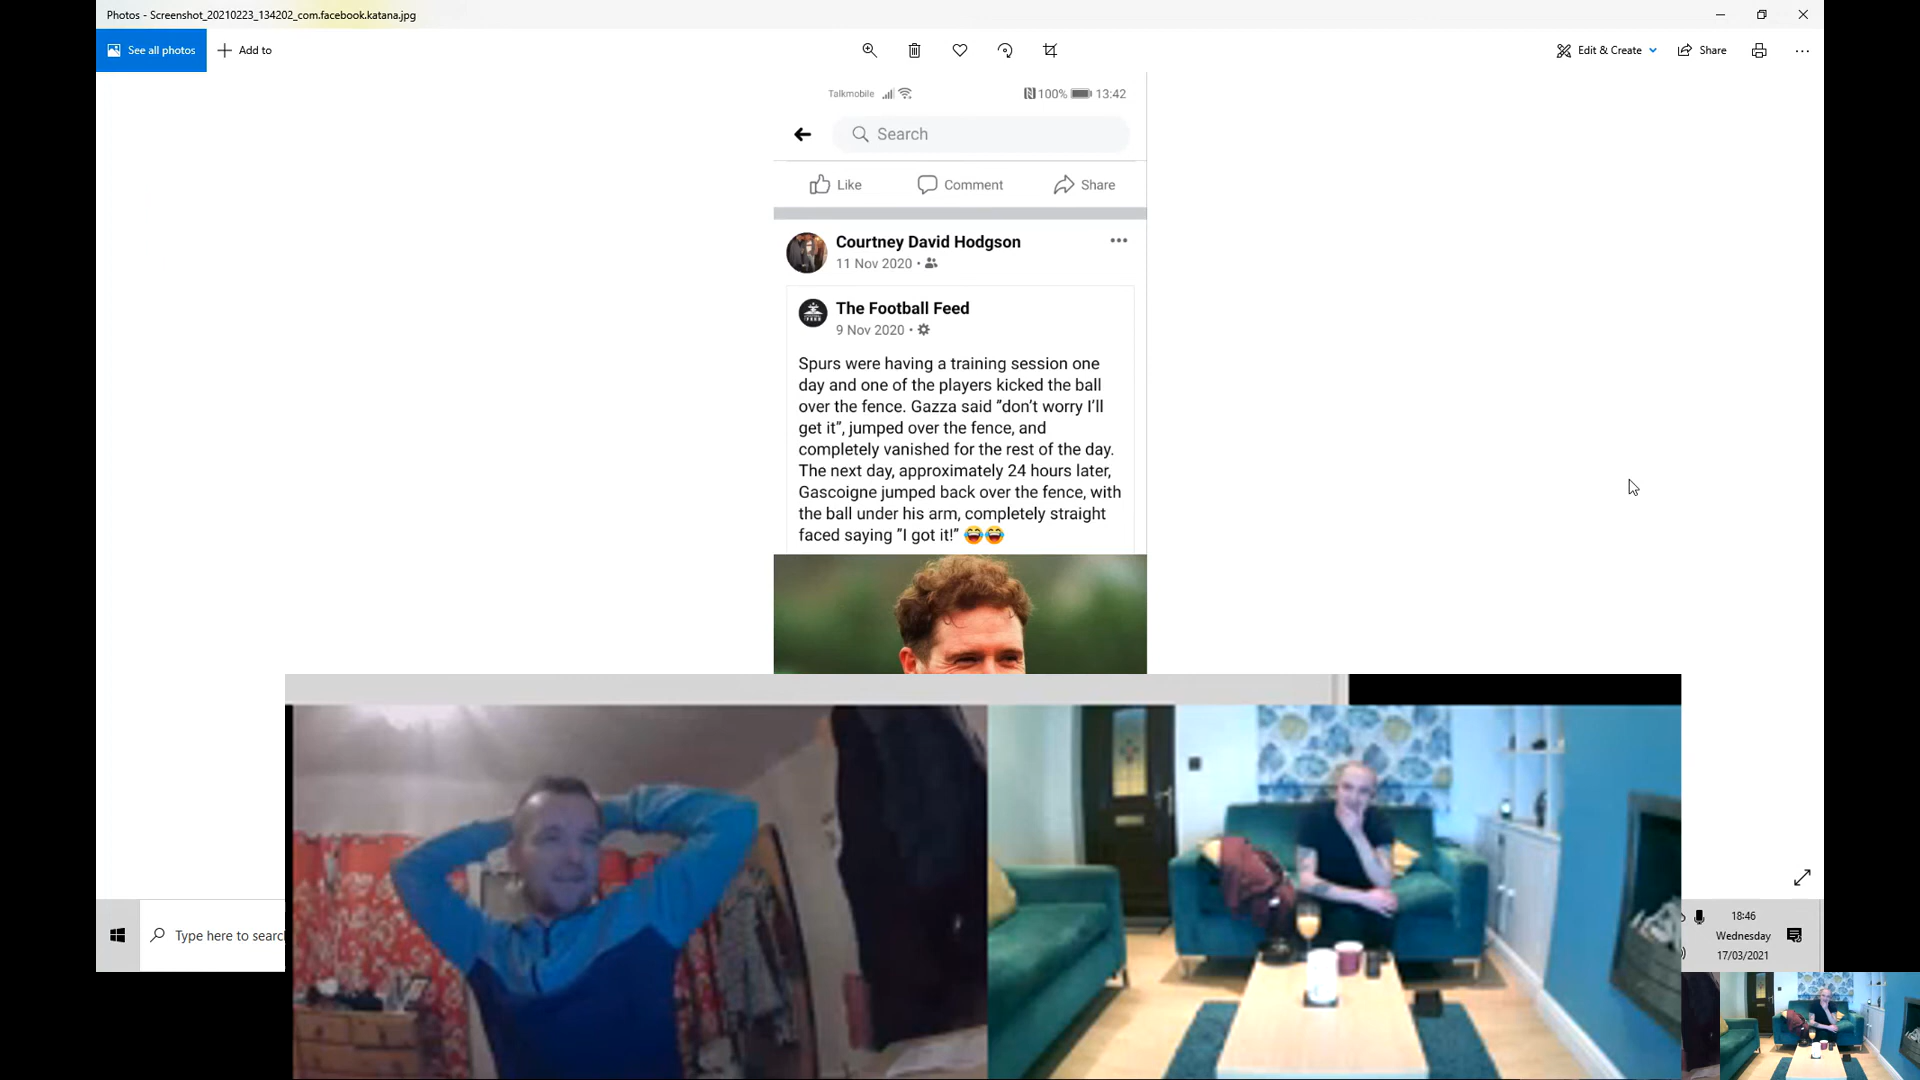 Photos - Screenshot_20210223_134202_com.facebook.katana.jpg
See all photos
Add to
Edit & Create
Share
Talkmobile
100%
13:42
Search
Like
Comment
Share
Courtney David Hodgson
11 Nov 2020 •
The Football Feed
9 Nov 2020 •
Spurs were having a training session one
day and one of the players kicked the ball
over the fence. Gazza said ”don’t worry I’ll
get it”, jumped over the fence, and
completely vanished for the rest of the day.
The next day, approximately 24 hours later,
Gascoigne jumped back over the fence, with
the ball under his arm, completely straight
faced saying ”I got it!” 😂😂
Type here to search
18:46
Wednesday
17/03/2021